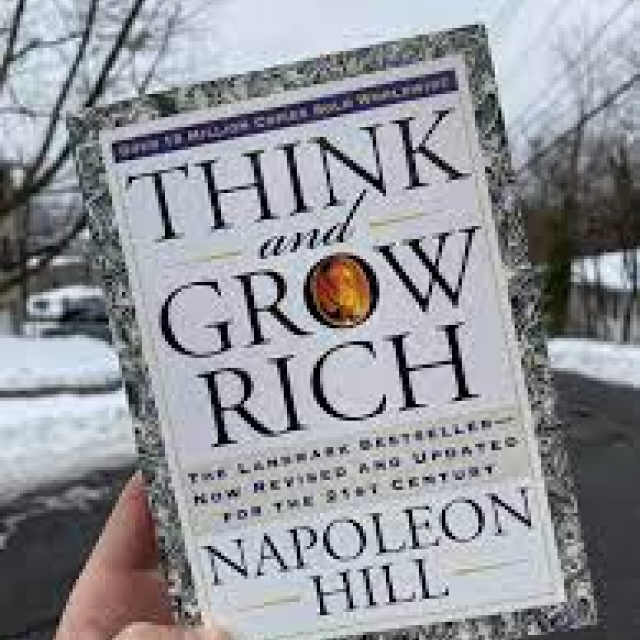 OVER 15 MILLION COPIES SOLD WORLDWIDE
THINK
and
GROW
RICH
THE LANDMARK BESTSELLER—
NOW REVISED AND UPDATED
FOR THE 21ST CENTURY
NAPOLEON
HILL